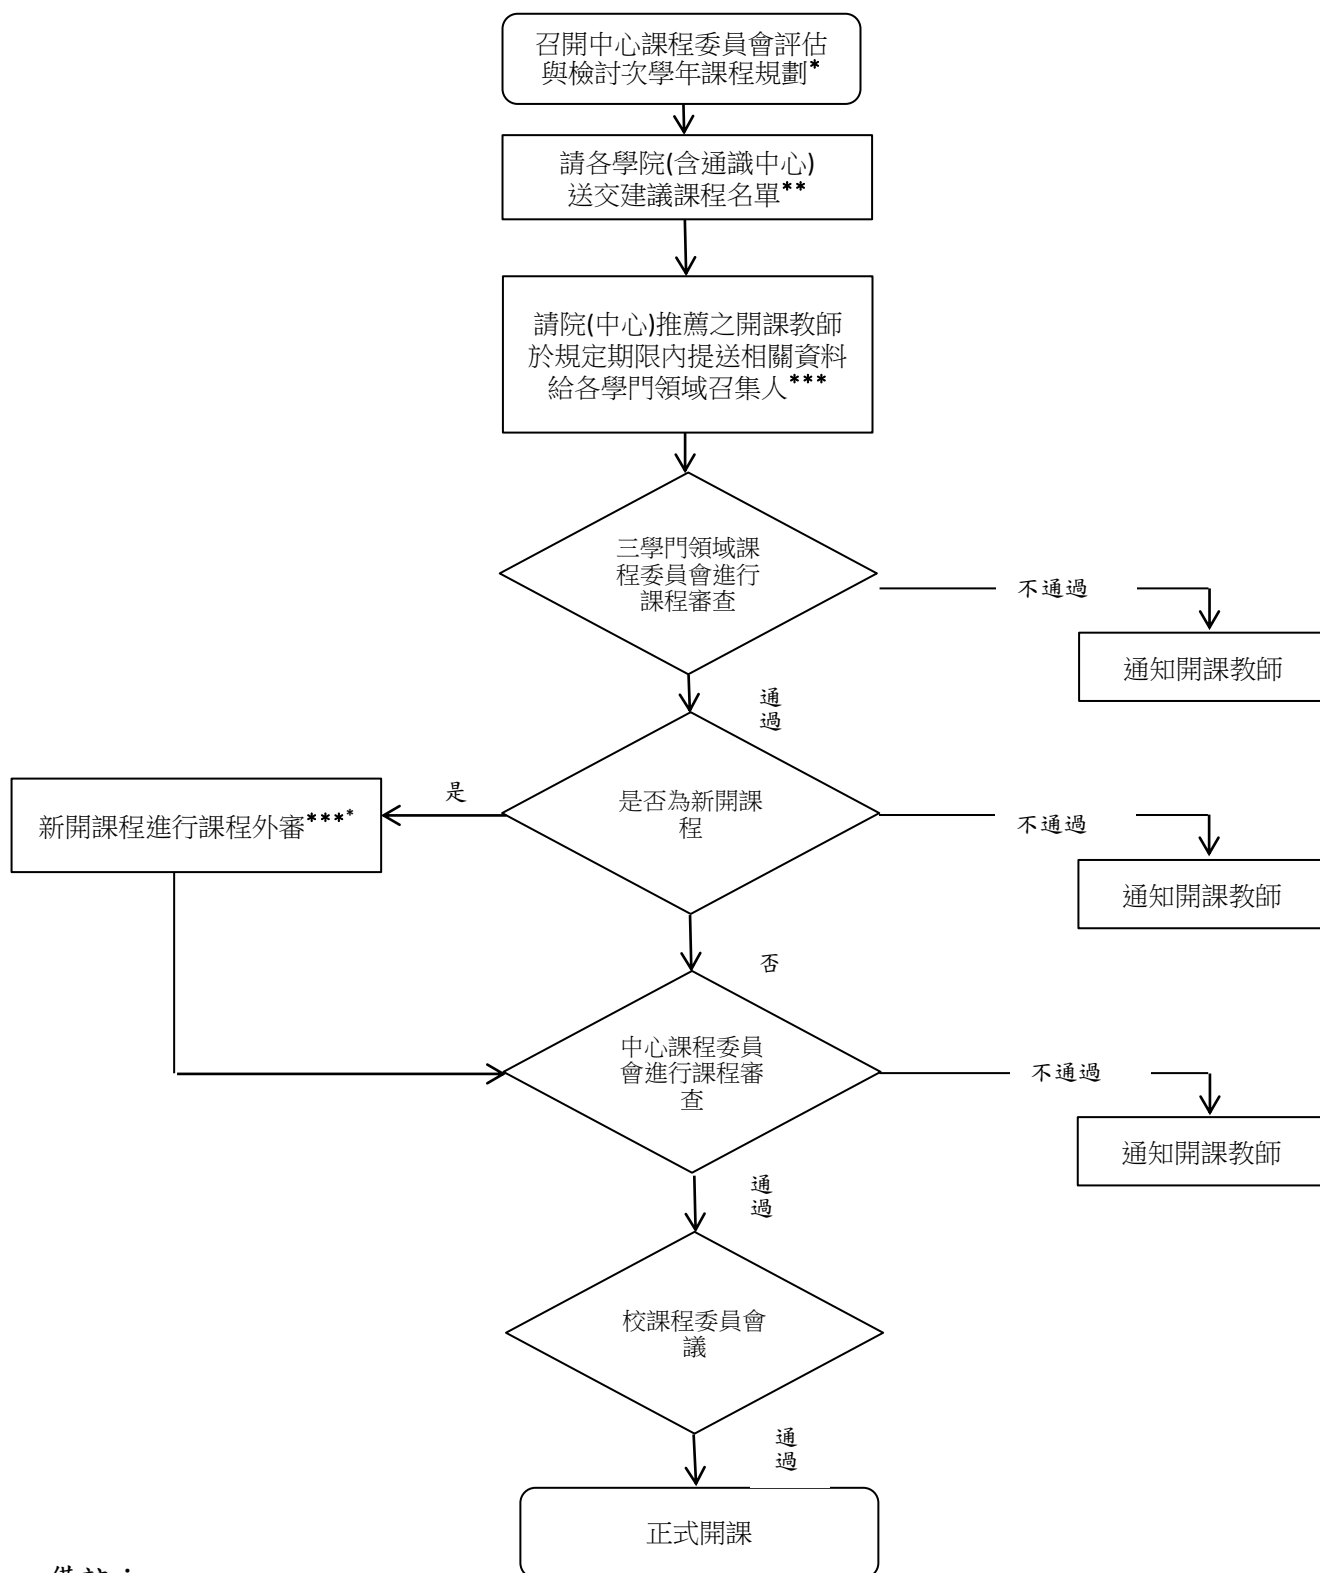 召開中心課程委員會評估
與檢討次學年課程規劃*
請各學院(含通識中心)
送交建議課程名單**
請院(中心)推薦之開課教師
於規定期限內提送相關資料
給各學門領域召集人***
三學門領域課
程委員會進行
課程審查
不通過
通知開課教師
通
過
是否為新開課
程
是
新開課程進行課程外審****
不通過
通知開課教師
否
中心課程委員
會進行課程審
查
不通過
通知開課教師
通
過
校課程委員會
議
通
過
正式開課